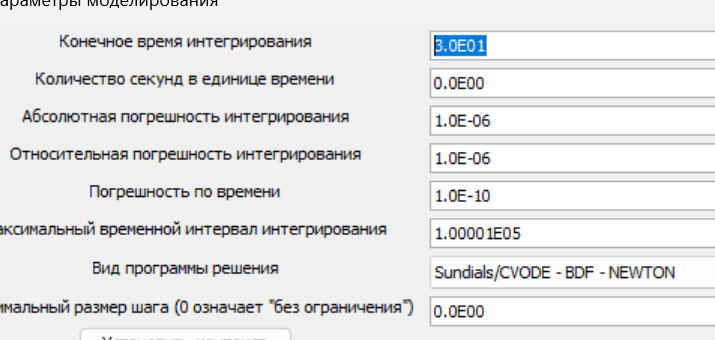 араметры моделирования
Конечное время интегрирования 3.0E01
Количество секунд в единице времени 0.0E00
Абсолютная погрешность интегрирования 1.0E-06
Относительная погрешность интегрирования 1.0E-06
Погрешность по времени 1.0E-10
аксимальный временной интервал интегрирования 1.00001E05
Вид программы решения Sundials/CVODE - BDF - NEWTON
имальный размер шага (0 означает "без ограничения") 0.0E00